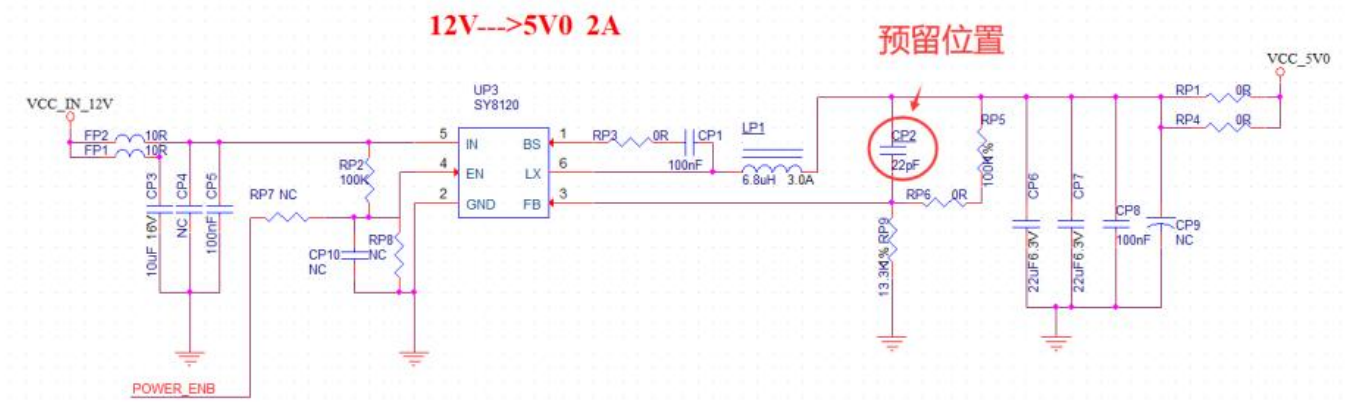 12V--->5V0 2A
预留位置
VCC_5V0
VCC_IN_12V
UP3
SY8120
FP2
10R
FP1
10R
CP3
10uF 16V
CP4
NC
CP5
100nF
RP2
100K
RP7 NC
CP10
NC
RP8
NC
5
IN
4
EN
2
GND
BS
1
LX
6
FB
3
RP3
0R
CP1
100nF
LP1
6.8uH
3.0A
CP2
22pF
RP5
100K1%
RP6
0R
RP9
13.3K1%
CP6
22uF6.3V
CP7
22uF6.3V
CP8
100nF
CP9
NC
RP1
0R
RP4
0R
POWER_ENB